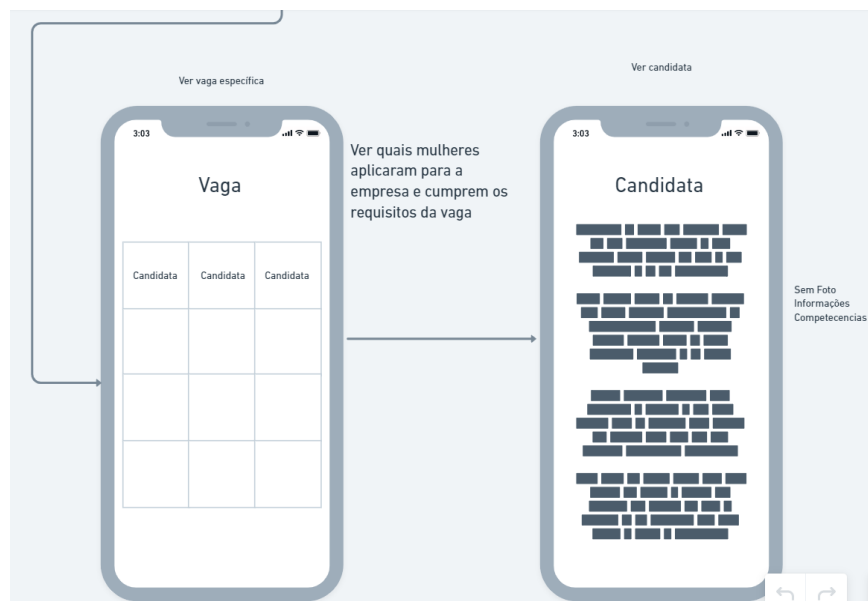 Ver vaga específica
3:03
Vaga
Candidata Candidata Candidata
Ver quais mulheres
aplicaram para a
empresa e cumprem os
requisitos da vaga
Ver candidata
3:03
Candidata
Sem Foto
Informações
Competecencias